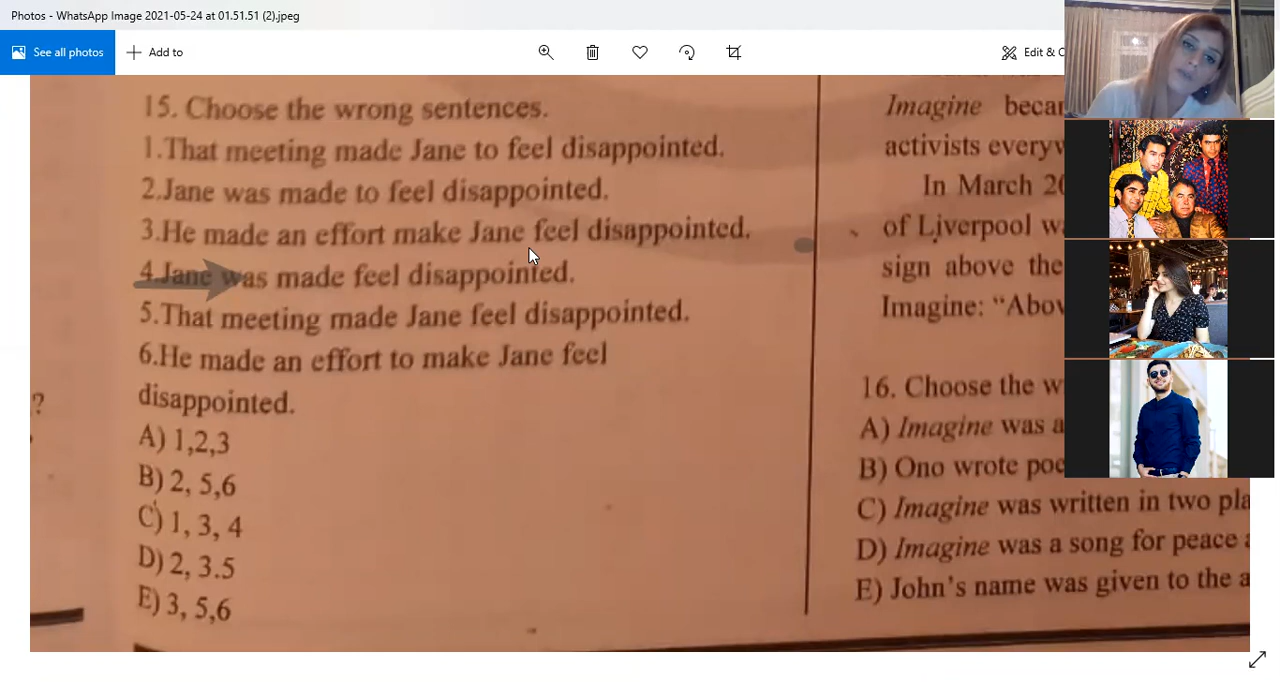 Photos - WhatsApp Image 2021-05-24 at 01.51.51 (2).jpeg
See all photos
Add to
Edit & C
15. Choose the wrong sentences.
1.That meeting made Jane to feel disappointed.
2.Jane was made to feel disappointed.
3.He made an effort make Jane feel disappointed.
4.Jane was made feel disappointed.
5.That meeting made Jane feel disappointed.
6.He made an effort to make Jane feel
disappointed.
A) 1,2,3
B) 2, 5,6
C) 1, 3, 4
D) 2, 3.5
E) 3, 5,6
?
Imagine becam
activists everyw
In March 20
of Liverpool wa
sign above the
Imagine: “Abov
16. Choose the w
A) Imagine was a
B) Ono wrote poe
C) Imagine was written in two pla
D) Imagine was a song for peace a
E) John’s name was given to the a